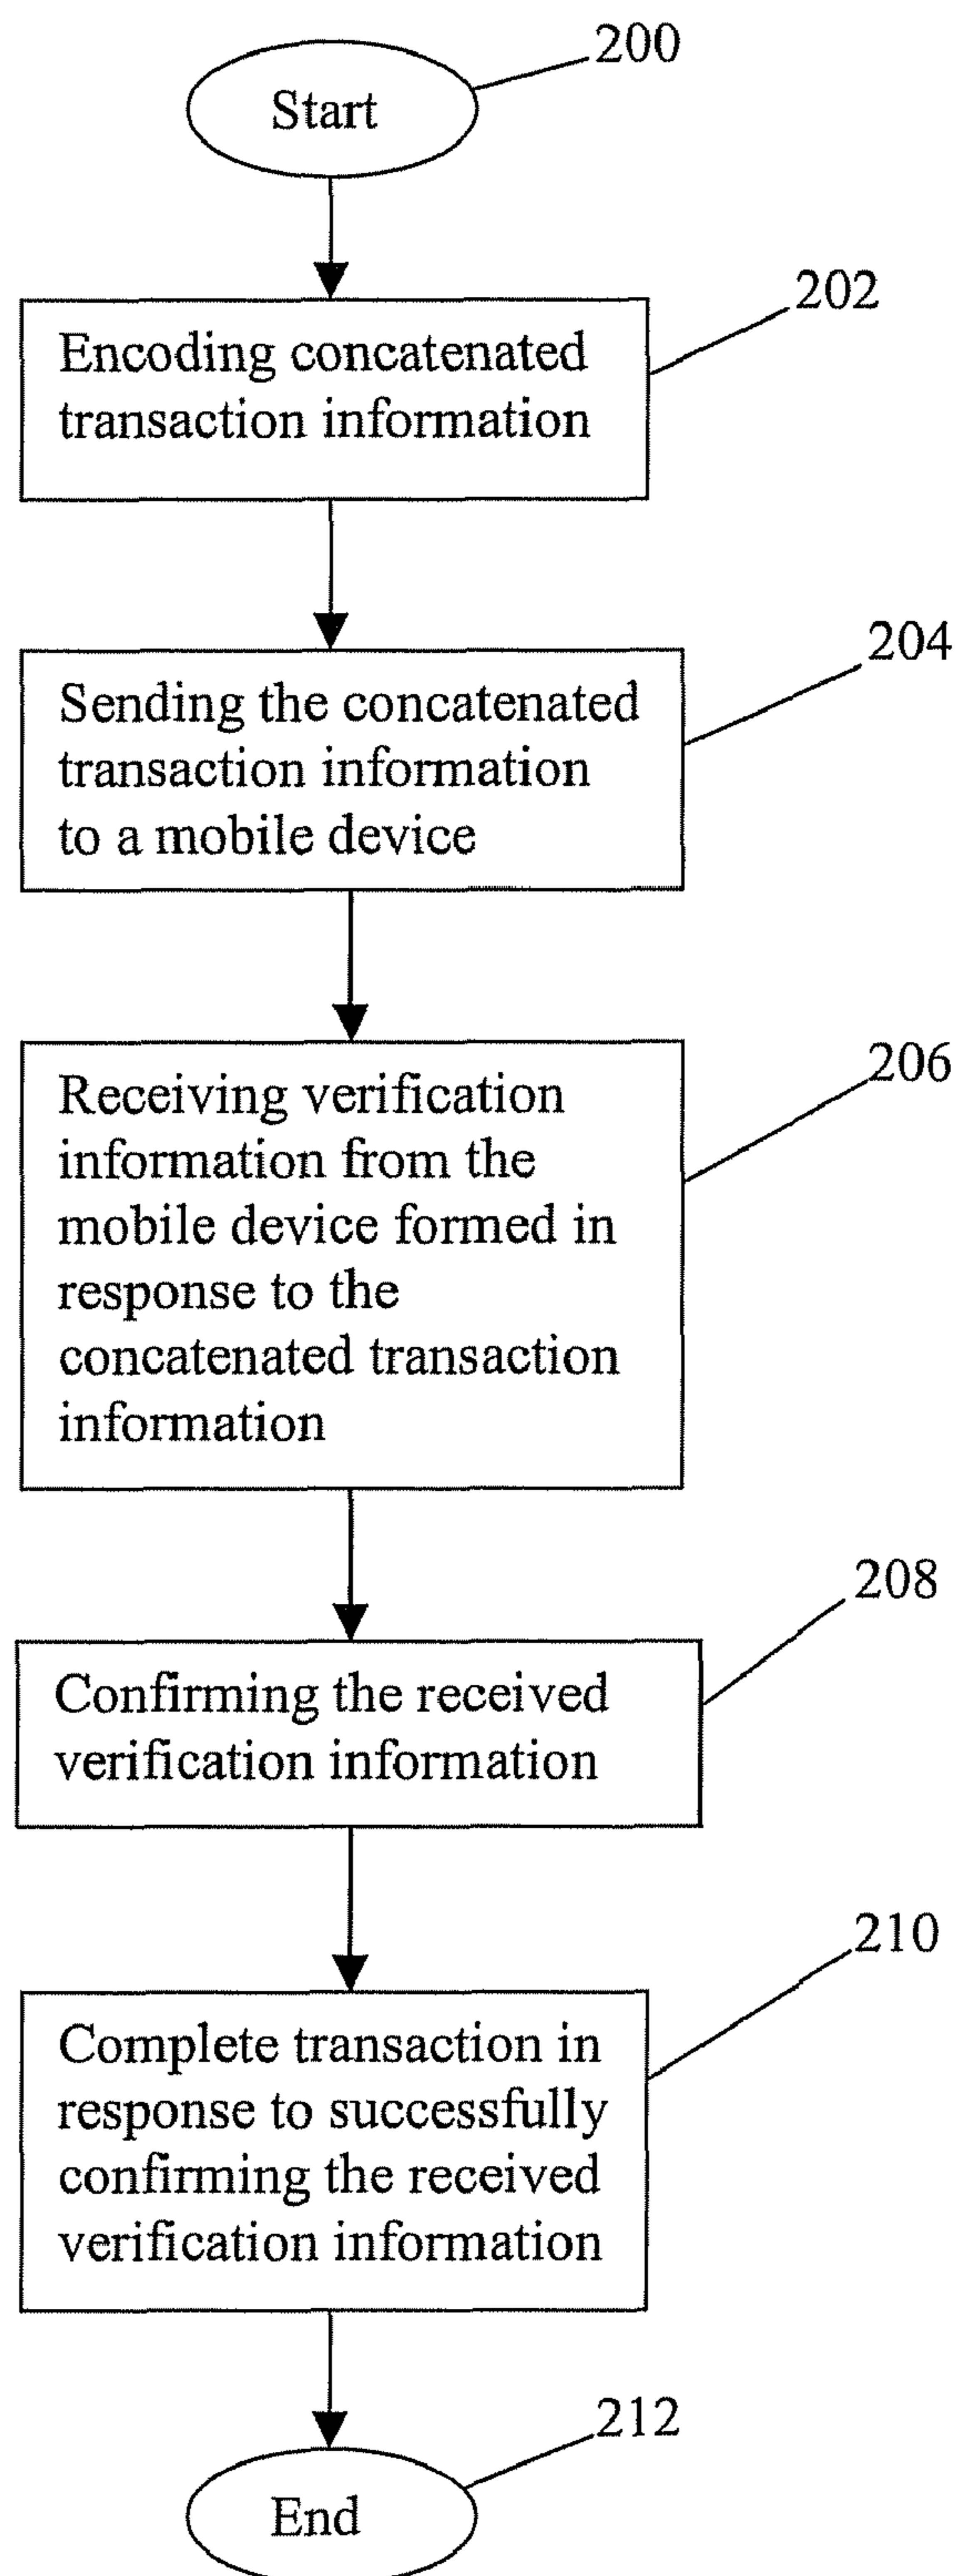 200
Start
202
Encoding concatenated
transaction information
204
Sending the concatenated
transaction information
to a mobile device
206
Receiving verification
information from the
mobile device formed in
response to the
concatenated transaction
information
208
Confirming the received
verification information
210
Complete transaction in
response to successfully
confirming the received
verification information
212
End